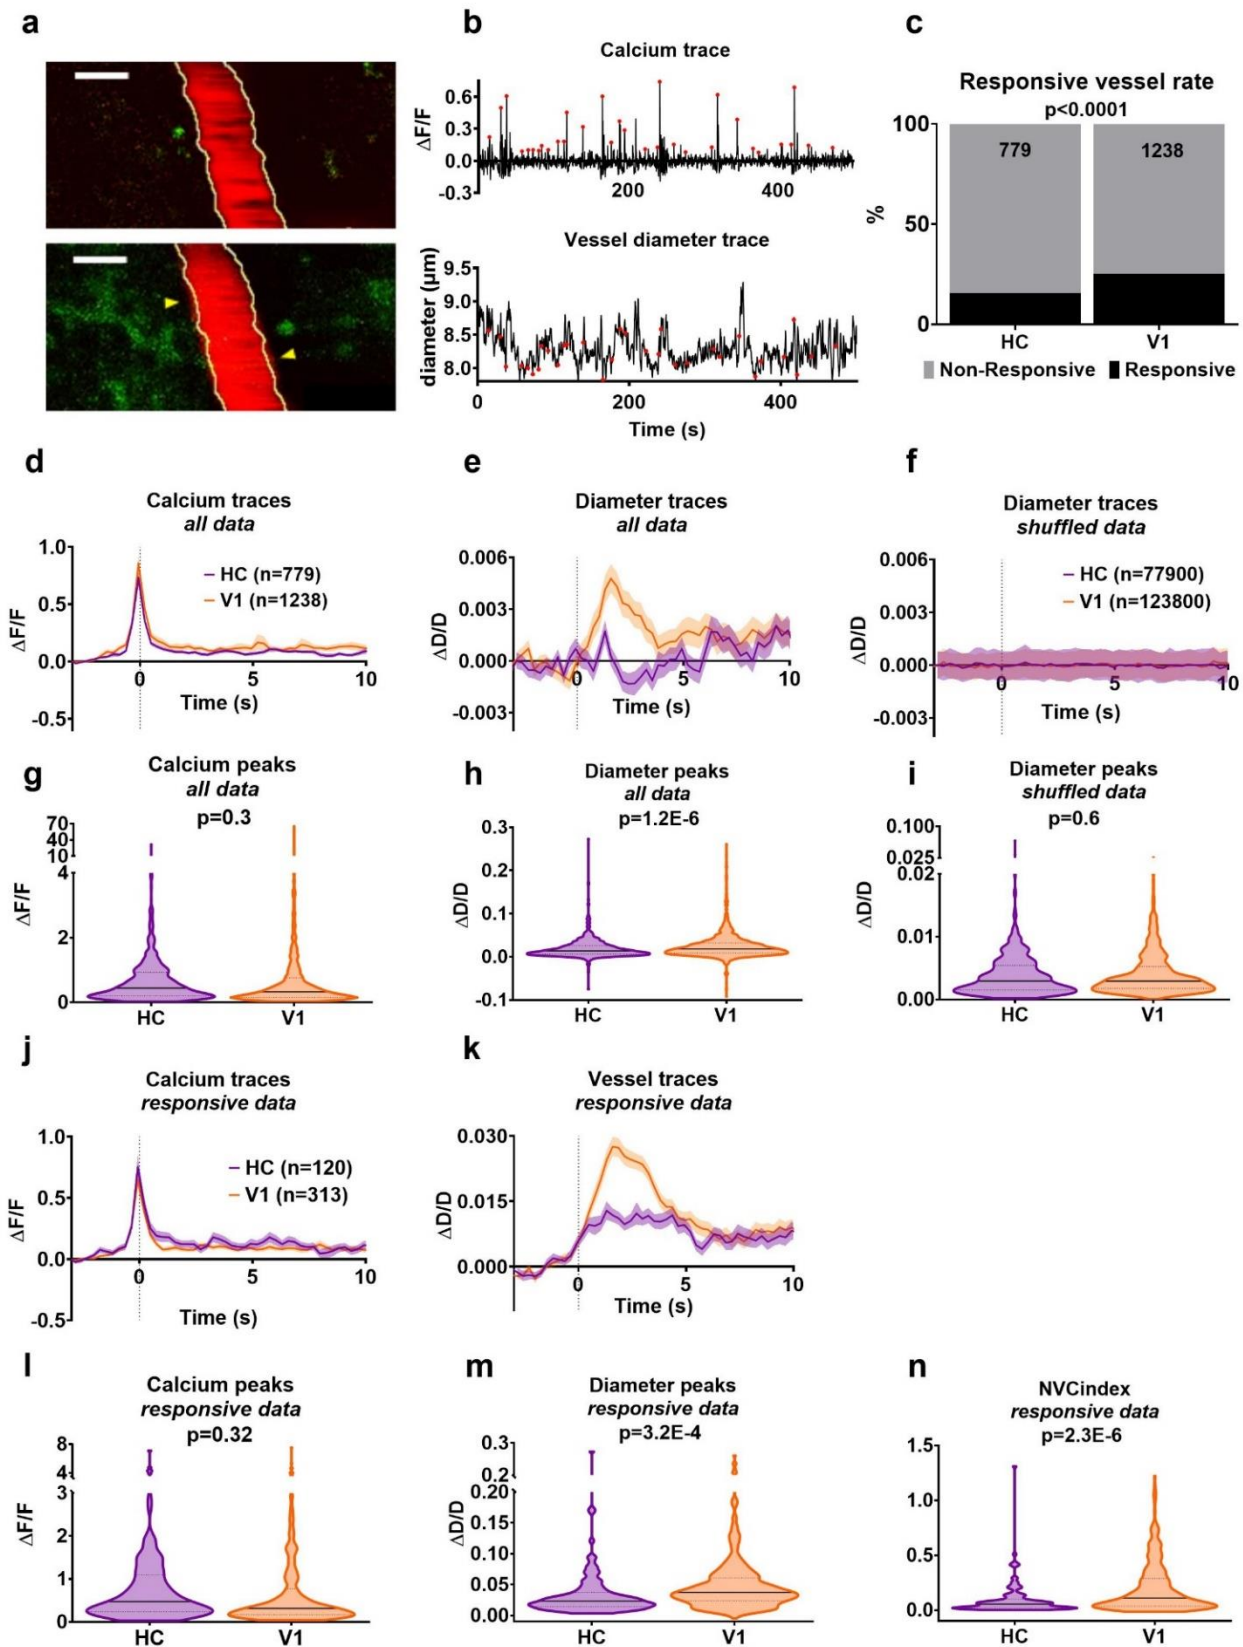 a
b
Calcium trace
ΔF/F
0.6
0.3
0.0
-0.3
200
400
Vessel diameter trace
diameter (μm)
9.5
9.0
8.5
8.0
0
200
400
Time (s)
c
Responsive vessel rate
p<0.0001
%
100
50
0
779
1238
HC
V1
Non-Responsive
Responsive
d
Calcium traces
all data
ΔF/F
1.0
0.5
0.0
-0.5
HC (n=779)
V1 (n=1238)
0
5
10
Time (s)
e
Diameter traces
all data
ΔD/D
0.006
0.003
0.000
-0.003
0
5
10
Time (s)
f
Diameter traces
shuffled data
ΔD/D
0.006
0.003
0.000
-0.003
HC (n=77900)
V1 (n=123800)
0
5
10
Time (s)
g
Calcium peaks
all data
p=0.3
ΔF/F
70
40
10
4
2
0
HC
V1
h
Diameter peaks
all data
p=1.2E-6
ΔD/D
0.3
0.2
0.1
0.0
-0.1
HC
V1
i
Diameter peaks
shuffled data
p=0.6
ΔD/D
0.100
0.025
0.02
0.01
0.00
HC
V1
j
Calcium traces
responsive data
ΔF/F
1.0
0.5
0.0
-0.5
HC (n=120)
V1 (n=313)
0
5
10
Time (s)
k
Vessel traces
responsive data
ΔD/D
0.030
0.015
0.000
0
5
10
Time (s)
l
Calcium peaks
responsive data
p=0.32
ΔF/F
8
4
3
2
1
0
HC
V1
m
Diameter peaks
responsive data
p=3.2E-4
ΔD/D
0.3
0.2
0.20
0.15
0.10
0.05
0.00
HC
V1
n
NVCindex
responsive data
p=2.3E-6
1.5
1.0
0.5
0.0
HC
V1